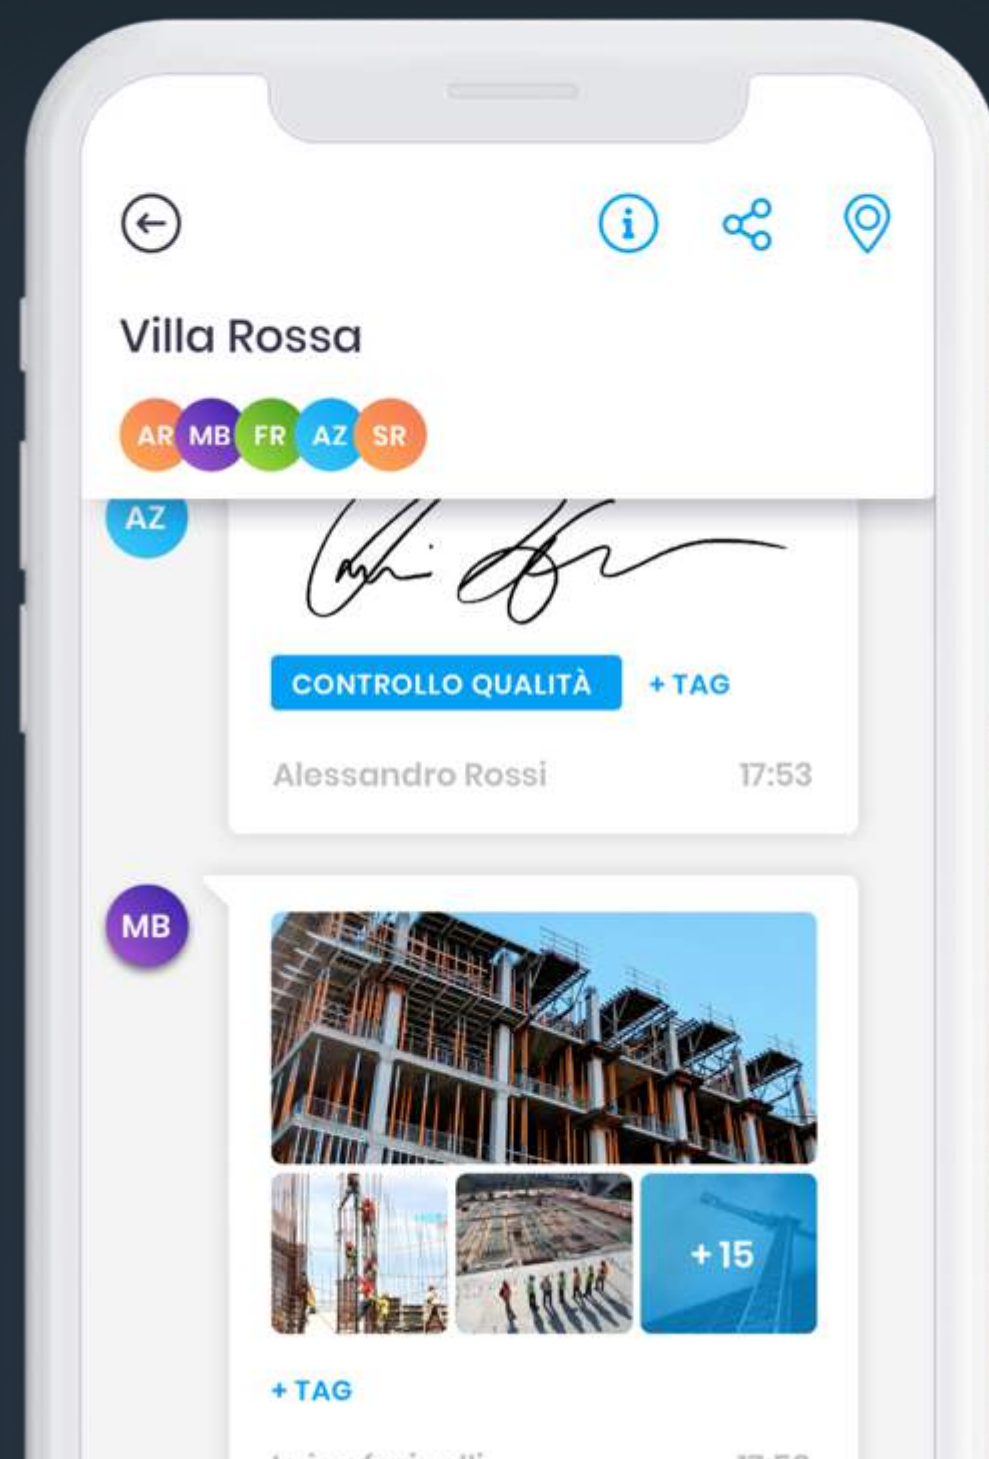 Villa Rossa
AR MB FR AZ SR
AZ
CONTROLLO QUALITÀ + TAG
Alessandro Rossi 17:53
MB
+ 15
+ TAG